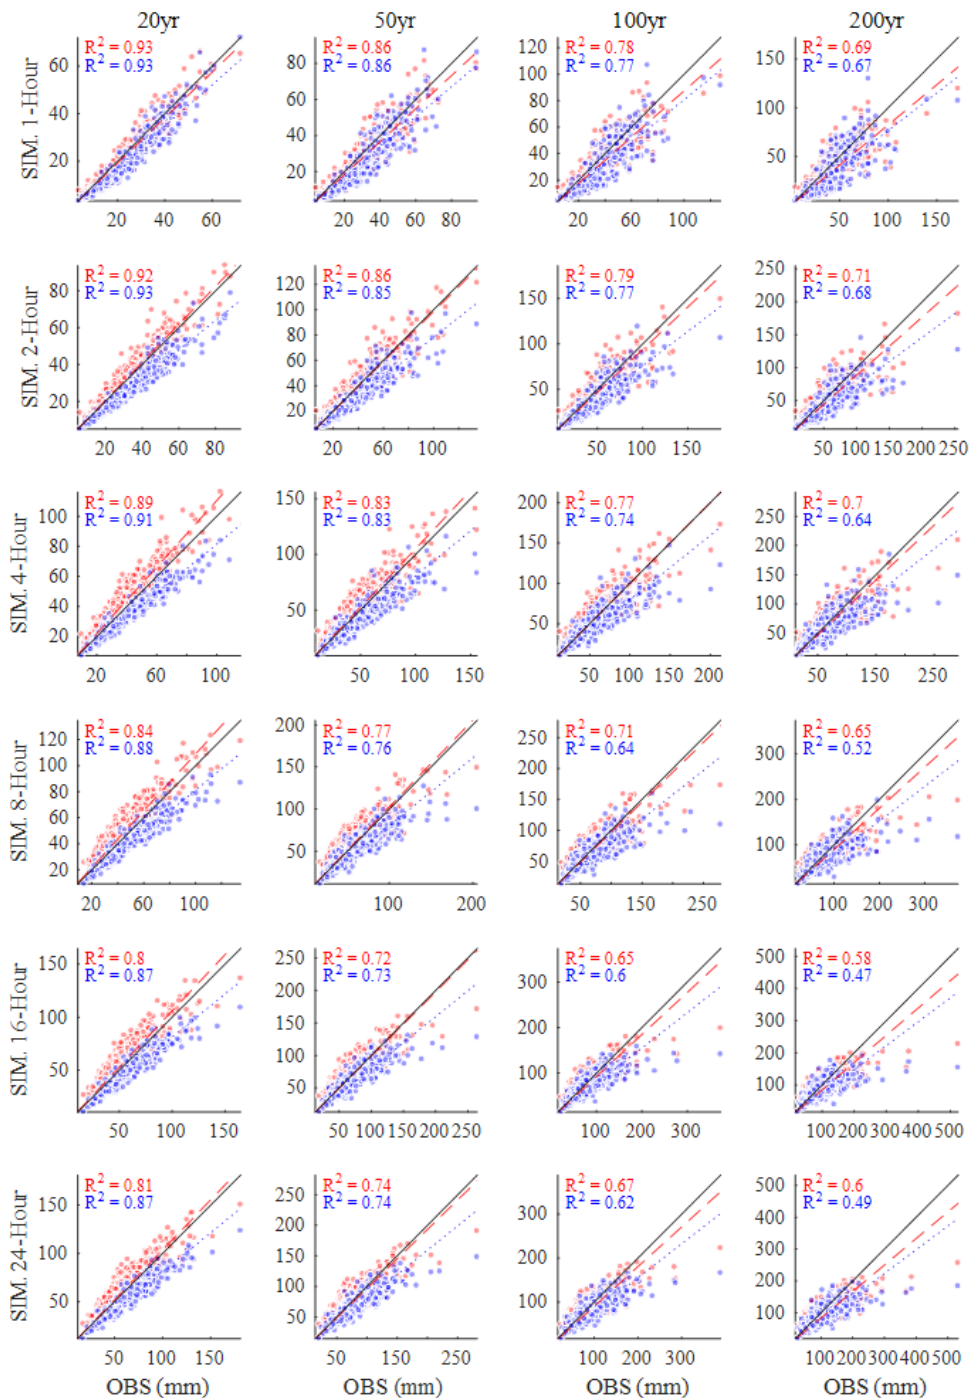 20yr 50yr 100yr 200yr
SIM. 1-Hour
R² = 0.93 R² = 0.86 R² = 0.78 R² = 0.69
R² = 0.93 R² = 0.86 R² = 0.77 R² = 0.67
60 80 120 150
40 60 100 100
20 40 80 50
20 60
40
20
20 40 60 20 40 60 80 20 60 100 50 100 150
SIM. 2-Hour
R² = 0.92 R² = 0.86 R² = 0.79 R² = 0.71
R² = 0.93 R² = 0.85 R² = 0.77 R² = 0.68
80 120 150 250
60 100 100 200
40 80 50 150
20 60 100
40 50
20
20 40 60 80 20 60 100 50 100 150 50 100 150 200 250
SIM. 4-Hour
R² = 0.89 R² = 0.83 R² = 0.77 R² = 0.7
R² = 0.91 R² = 0.83 R² = 0.74 R² = 0.64
100 150 200 250
80 100 150 200
60 50 100 150
40 50 100
20 50
20 60 100 50 100 150 50 100 150 200 50 150 250
SIM. 8-Hour
R² = 0.84 R² = 0.77 R² = 0.71 R² = 0.65
R² = 0.88 R² = 0.76 R² = 0.64 R² = 0.52
120 200 250 300
100 150 200 200
80 100 150 100
60 50 100
40 50
20
20 60 100 100 200 50 150 250 100 200 300
SIM. 16-Hour
R² = 0.8 R² = 0.72 R² = 0.65 R² = 0.58
R² = 0.87 R² = 0.73 R² = 0.6 R² = 0.47
150 250 300 500
100 200 200 400
50 150 100 300
100 200
50 100
50 100 150 50 100 150 200 250 100 200 300 100 200 300 400 500
SIM. 24-Hour
R² = 0.81 R² = 0.74 R² = 0.67 R² = 0.6
R² = 0.87 R² = 0.74 R² = 0.62 R² = 0.49
150 250 300 500
100 200 200 400
50 150 100 300
100 200
50 100
50 100 150 50 150 250 100 200 300 100 200 300 400 500
OBS (mm) OBS (mm) OBS (mm) OBS (mm)